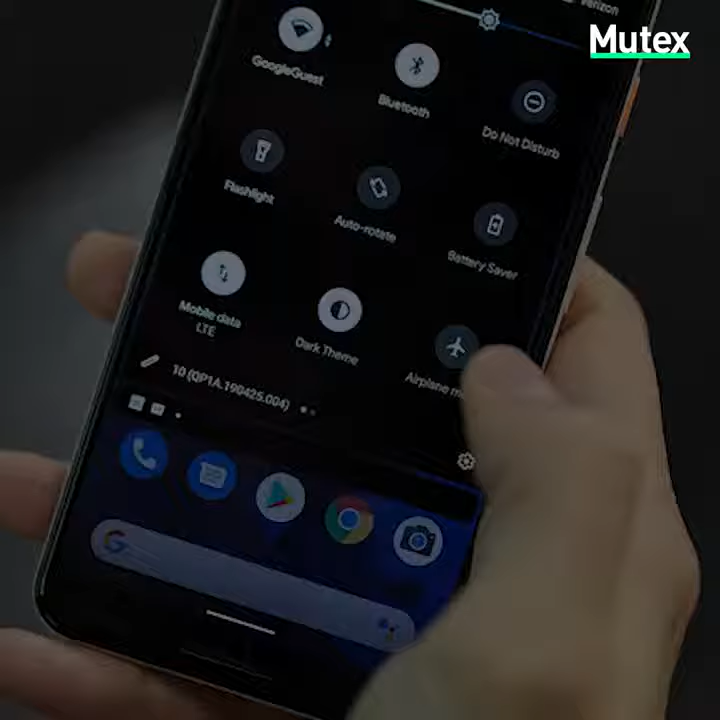 verizon
Mutex
GoogleGuest
Bluetooth
Do Not Disturb
Flashlight
Auto-rotate
Battery Saver
Mobile data
LTE
Dark Theme
Airplane
10 (QP1A.190425.004)